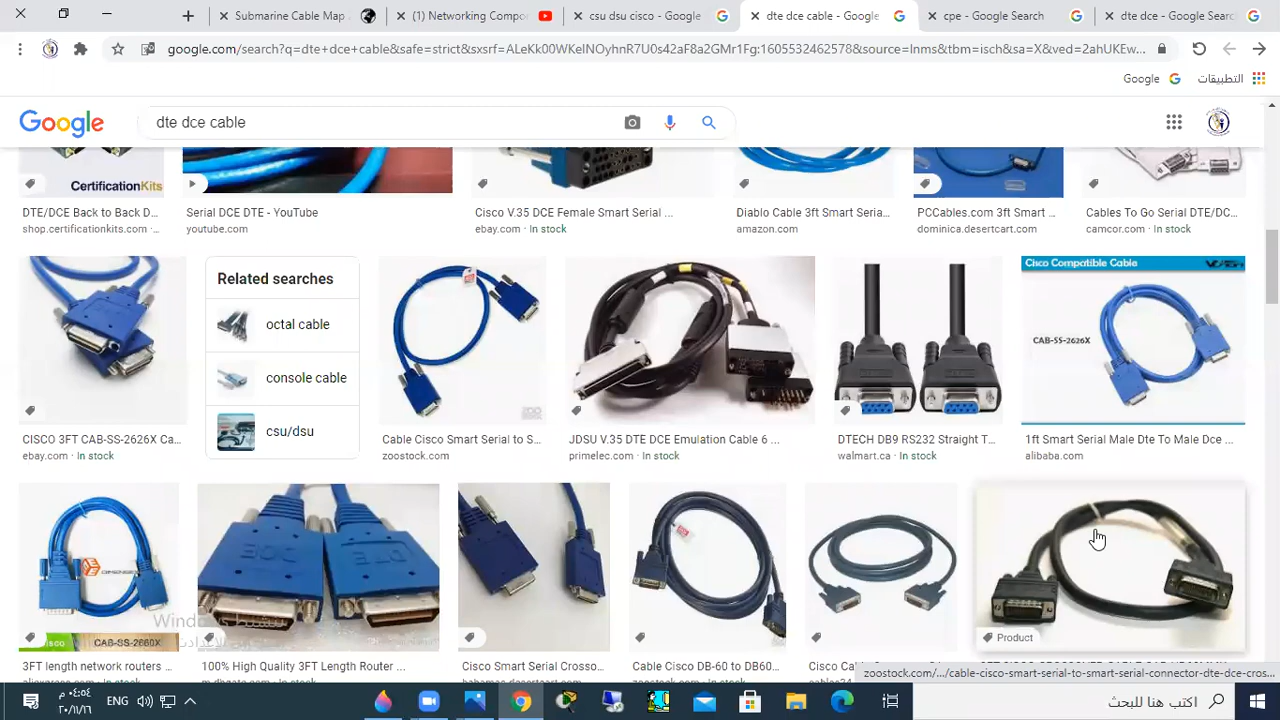 Submarine Cable Map
(1) Networking Compo
csu dsu cisco - Google
dte dce cable - Google
cpe - Google Search
dte dce - Google Searc
google.com/search?q=dte+dce+cable&safe=strict&sxsrf=ALeKk00WKelNOyhnR7U0s42aF8a2GMr1Fg:1605532462578&source=lnms&tbm=isch&sa=X&ved=2ahUKEw...
Google
التطبيقات
Google
dte dce cable
CertificationKits
DTE/DCE Back to Back D...
shop.certificationkits.com · ...
Serial DCE DTE - YouTube
youtube.com
Cisco V.35 DCE Female Smart Serial ...
ebay.com · In stock
Diablo Cable 3ft Smart Seria...
amazon.com
PCCables.com 3ft Smart ...
dominica.desertcart.com
Cables To Go Serial DTE/DC...
camcor.com · In stock
Related searches
octal cable
console cable
csu/dsu
Cisco Compatible Cable
CAB-SS-2626X
CISCO 3FT CAB-SS-2626X Ca...
ebay.com · In stock
Cable Cisco Smart Serial to S...
zoostock.com
JDSU V.35 DTE DCE Emulation Cable 6 ...
primelec.com · In stock
DTECH DB9 RS232 Straight T...
walmart.ca · In stock
1ft Smart Serial Male Dte To Male Dce ...
alibaba.com
Cisco
CAB-SS-2660X
Product
3FT length network routers ...
100% High Quality 3FT Length Router ...
Cisco Smart Serial Crosso...
Cable Cisco DB-60 to DB60...
zoostock.com/.../cable-cisco-smart-serial-to-smart-serial-connector-dte-dce-cros...
٠٤:٥٤ م
٢٠/١١/١٦
ENG
اكتب هنا للبحث